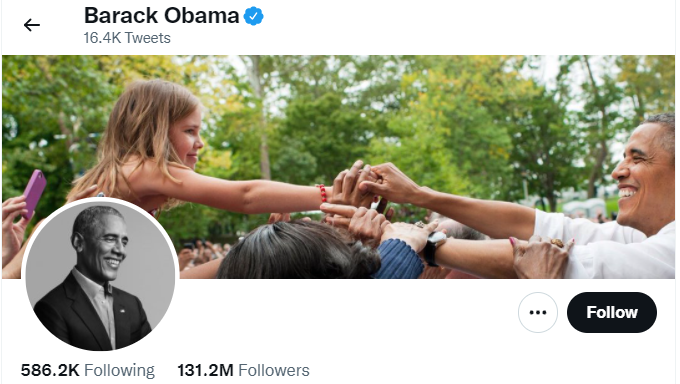 Barack Obama
16.4K Tweets
Follow
586.2K Following 131.2M Followers